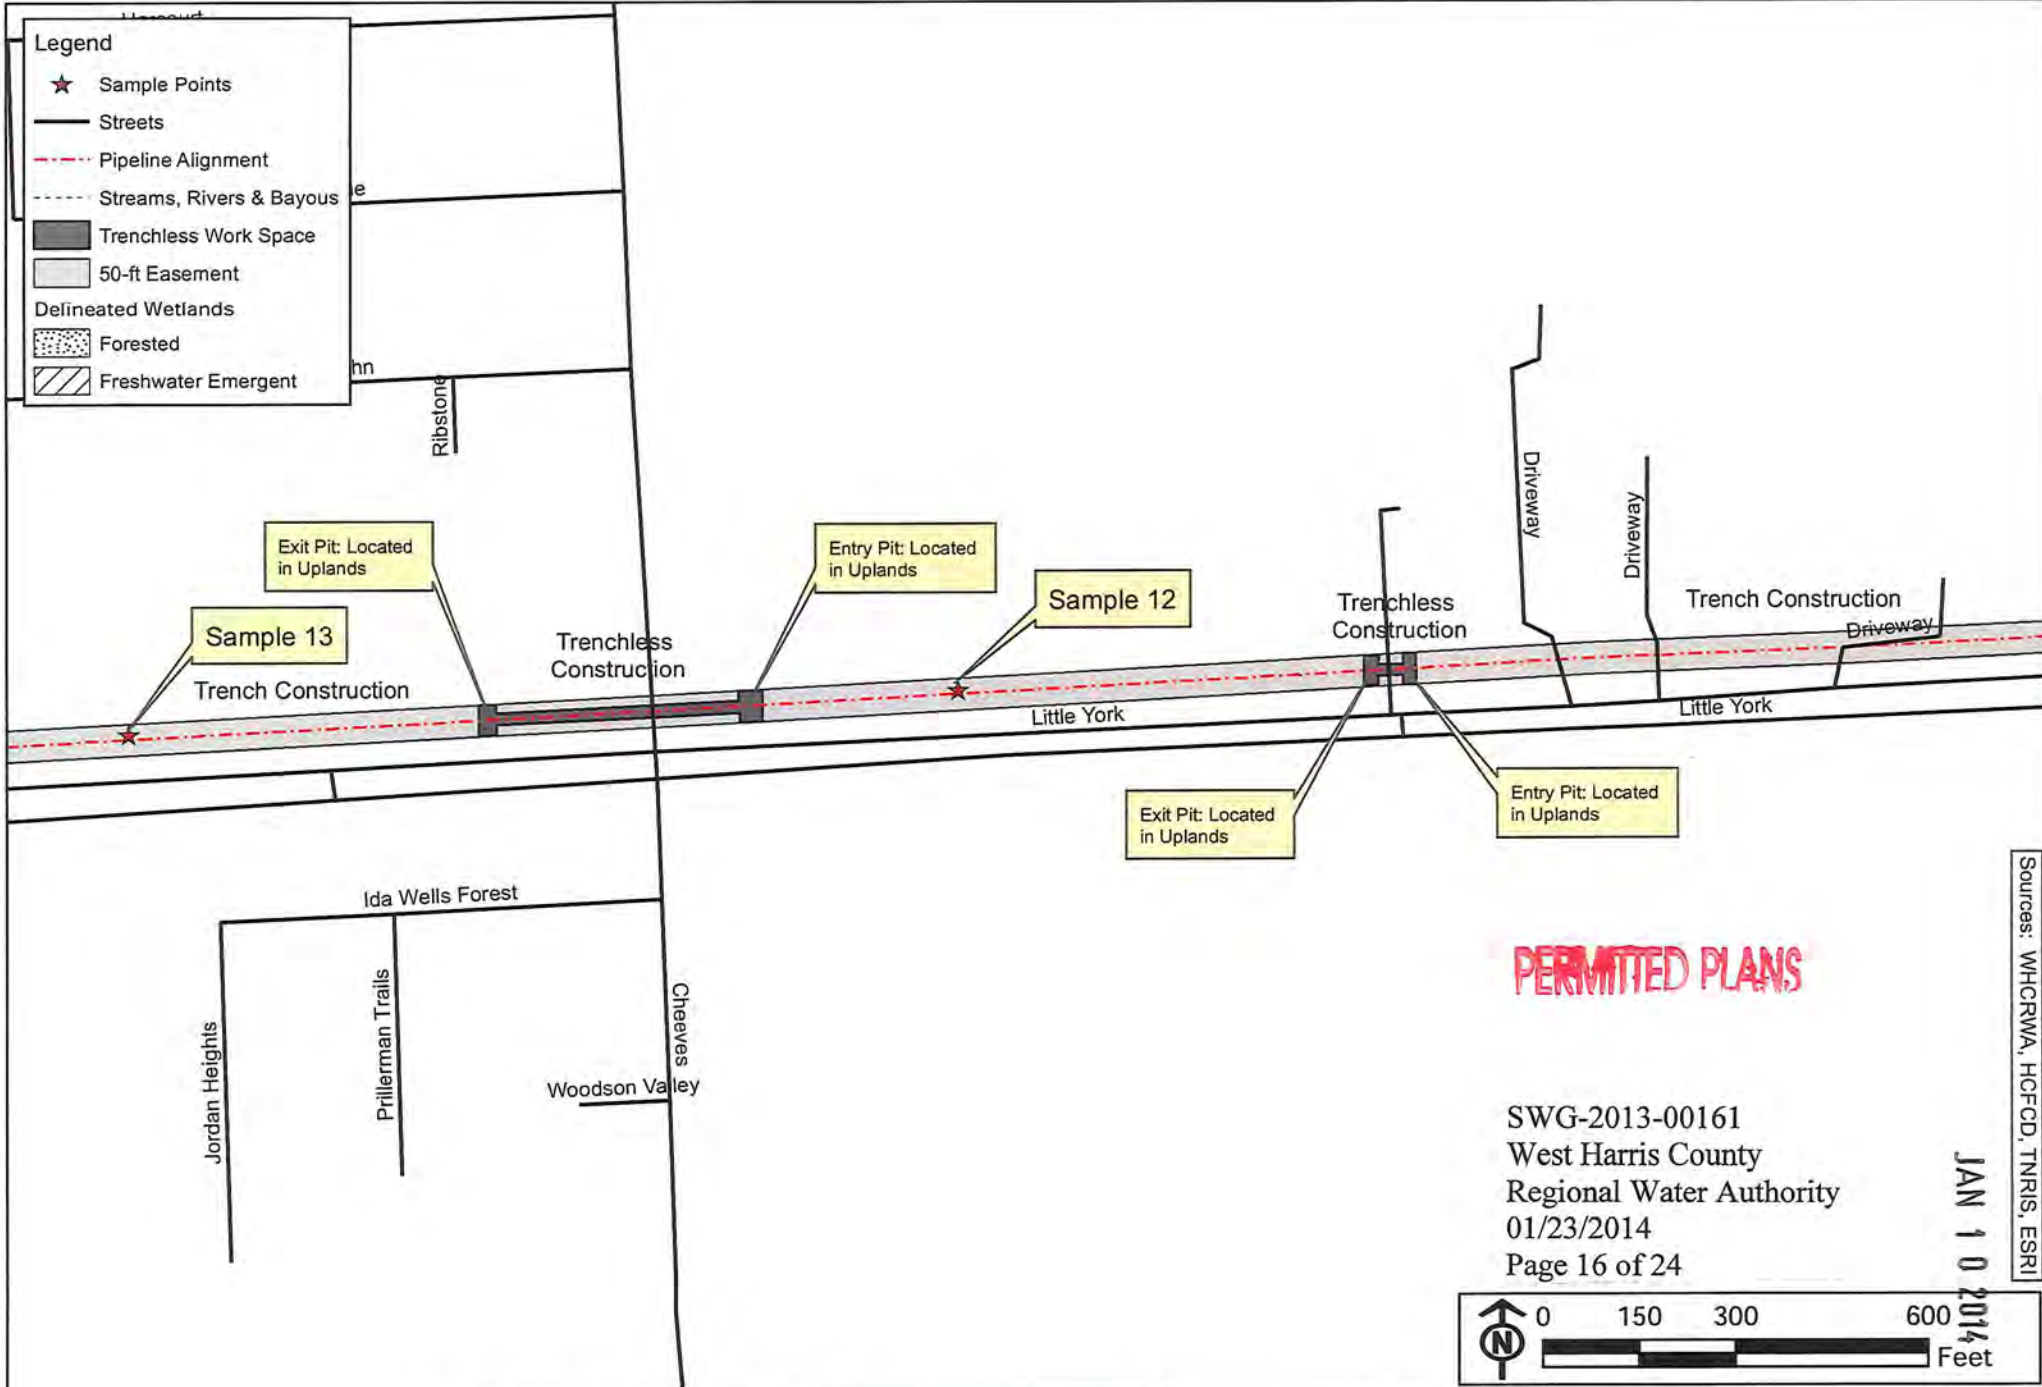 Legend
Sample Points
Streets
Pipeline Alignment
Streams, Rivers & Bayous
Trenchless Work Space
50-ft Easement
Delineated Wetlands
Forested
Freshwater Emergent
Ribstone
Exit Pit: Located
in Uplands
Entry Pit: Located
in Uplands
Sample 13
Sample 12
Trench Construction
Trenchless
Construction
Trenchless
Construction
Driveway
Driveway
Trench Construction
Driveway
Little York
Little York
Exit Pit: Located
in Uplands
Entry Pit: Located
in Uplands
Ida Wells Forest
Jordan Heights
Prillerman Trails
Cheeves
Woodson Valley
PERMITTED PLANS
SWG-2013-00161
West Harris County
Regional Water Authority
01/23/2014
Page 16 of 24
JAN 10 2014
Sources: WHCRWA, HCFCD, TNRIS, ESRI
N
0 150 300 600
Feet